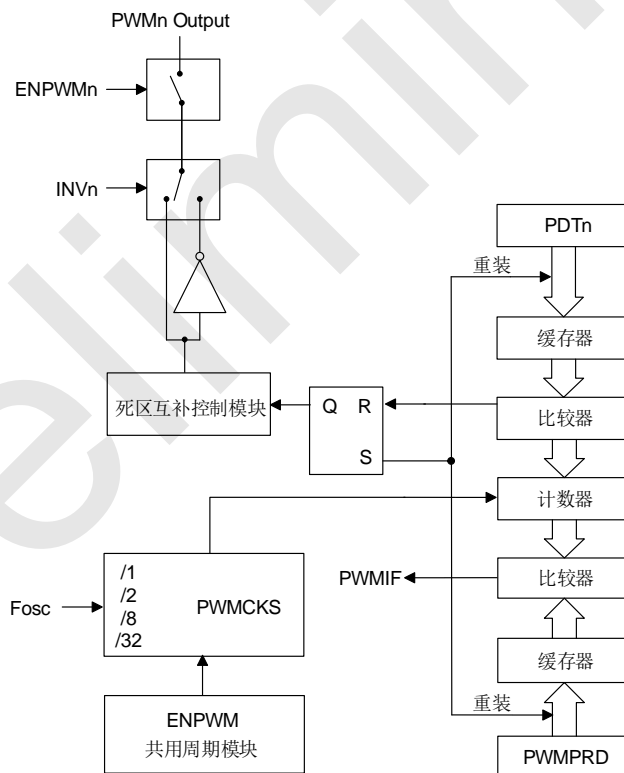 PWMn Output
ENPWMn
INVn
PDTn
重装
缓存器
死区互补控制模块
Q R
S
比较器
计数器
/1
/2
/8
/32
PWMCKS
Fosc
PWMIF
比较器
缓存器
ENPWM
共用周期模块
重装
PWMPRD
elimin